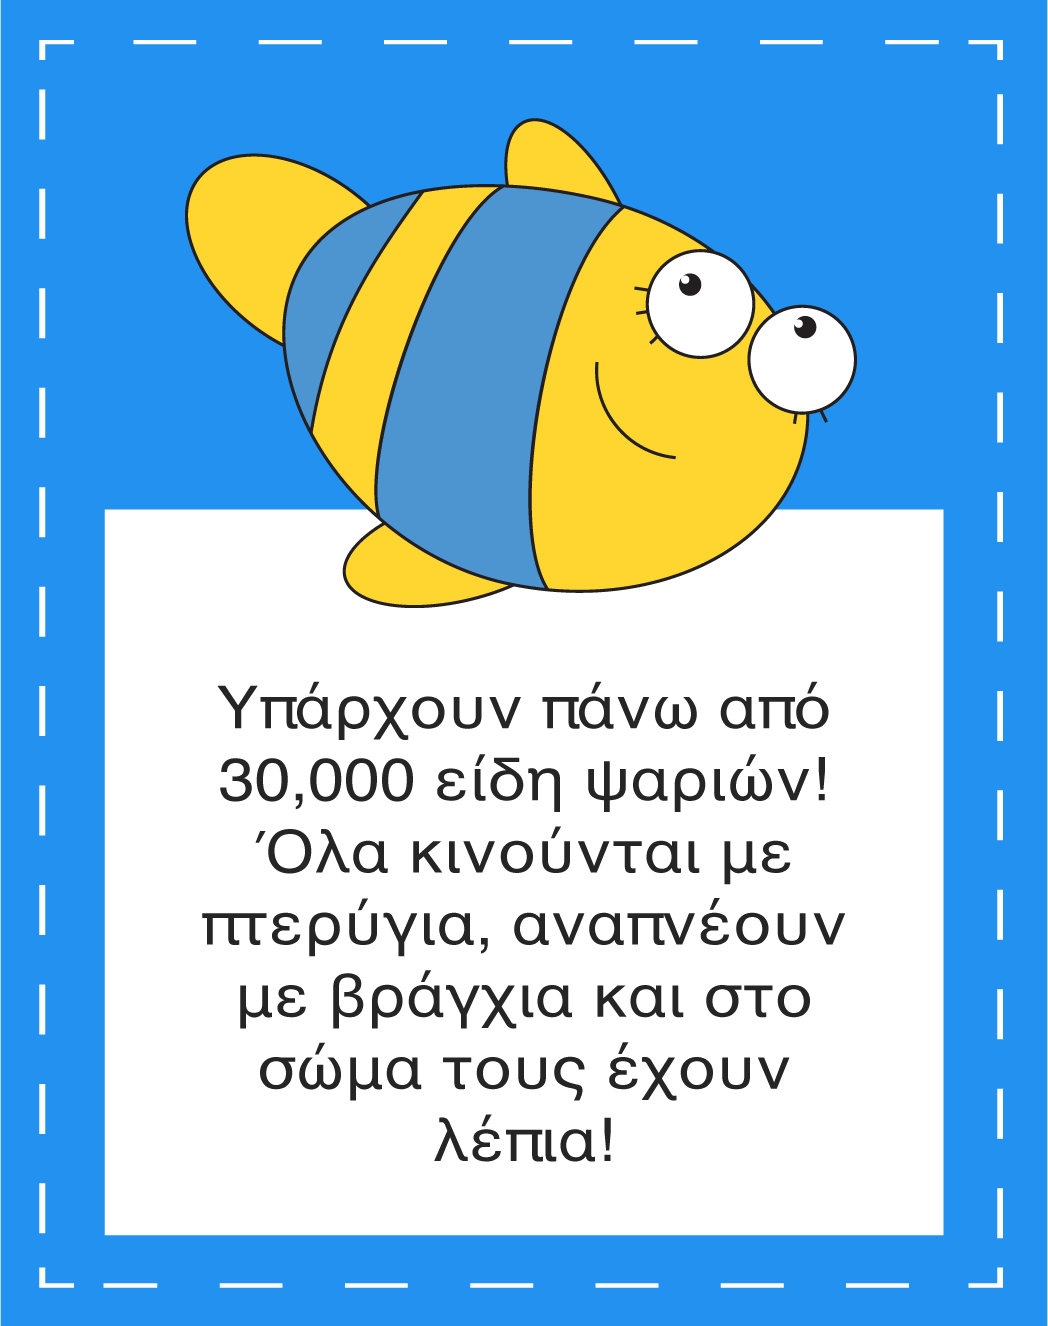 Υπάρχουν πάνω από
30,000 είδη ψαριών!
Όλα κινούνται με
πτερύγια, αναπνέουν
με βράγχια και στο
σώμα τους έχουν
λέπια!